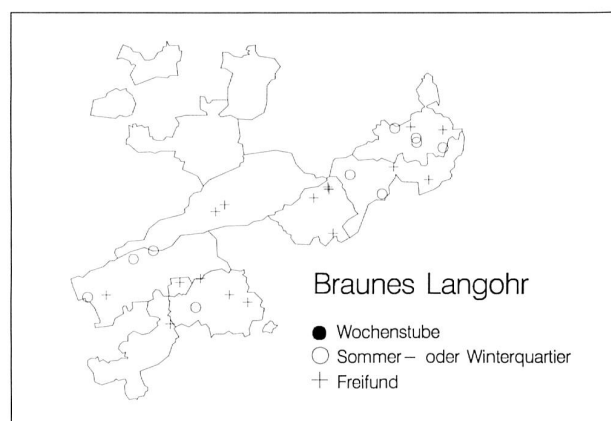 Braunes Langohr
Wochenstube
Sommer– oder Winterquartier
Freifund